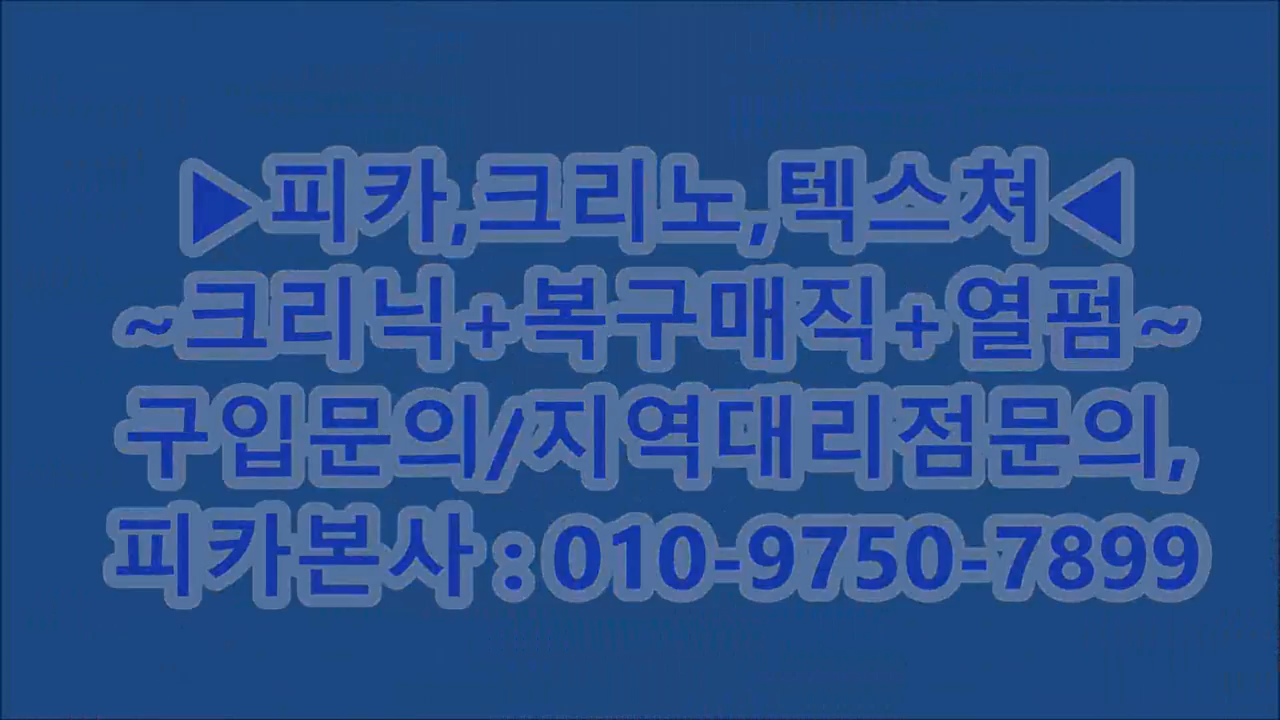 ▶피카,크리노,텍스쳐◀
~크리닉+복구매직+열펌~
구입문의/지역대리점문의,
피카본사 : 010-9750-7899